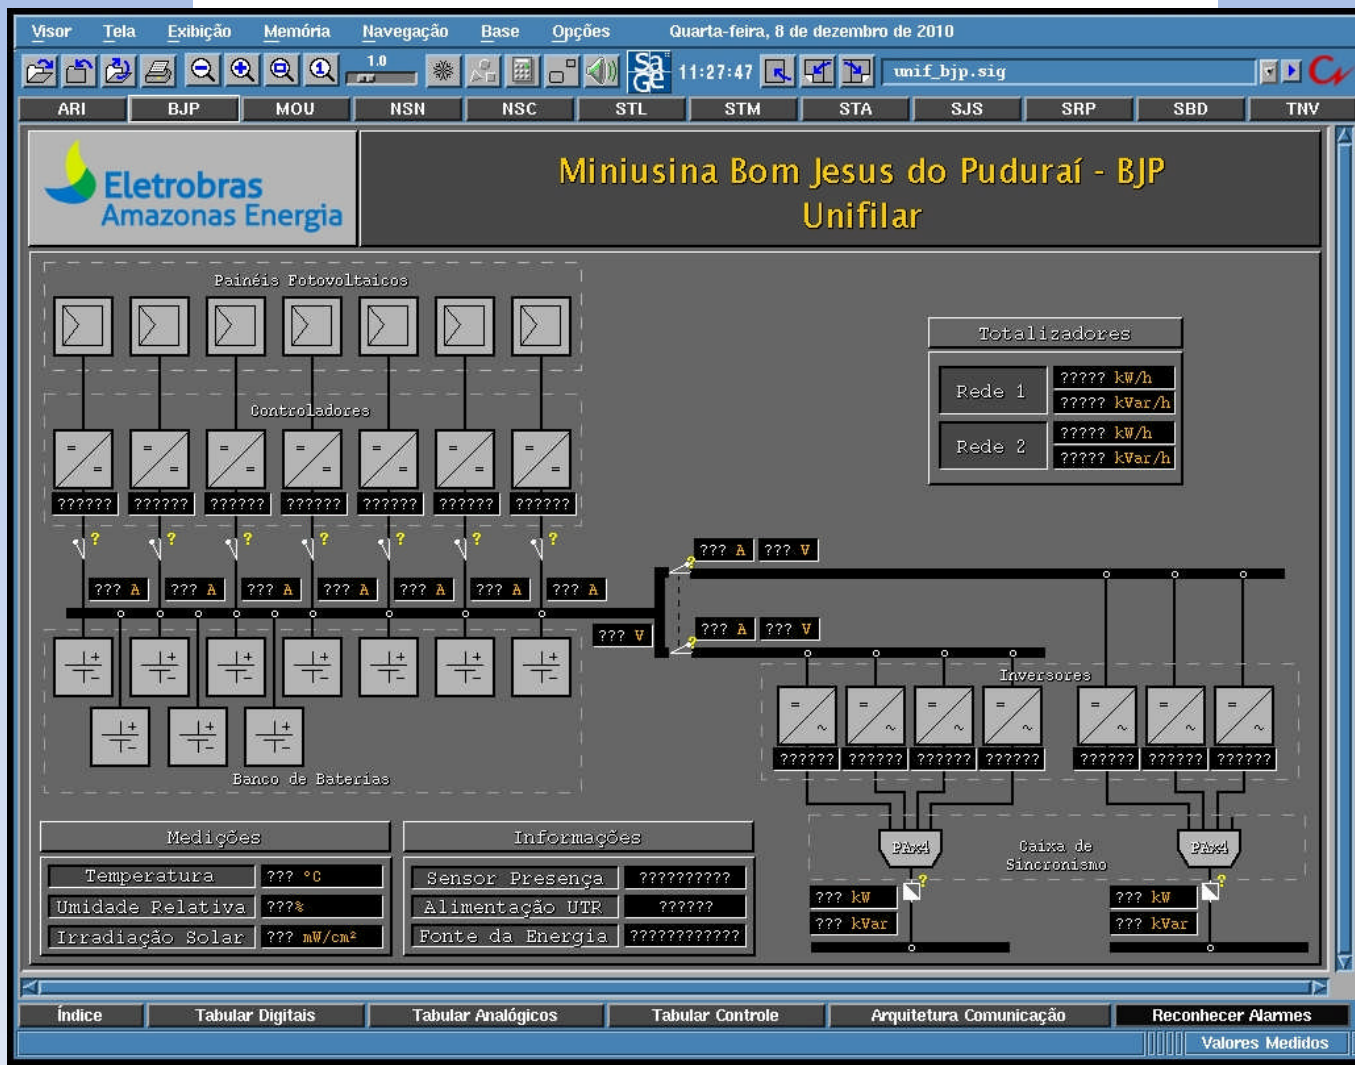 Visor Tela Exibição Memória Navegação Base Opções Quarta-feira, 8 de dezembro de 2010
1.0 SaGe 11:27:47 unif_bjp.sig
ARI BJP MOU NSN NSC STL STM STA SJS SRP SBD TNV
Eletrobras
Amazonas Energia
Miniusina Bom Jesus do Puduraí - BJP
Unifilar
Painéis Fotovoltaicos
Totalizadores
Rede 1
????? kW/h
????? kVar/h
Rede 2
????? kW/h
????? kVar/h
Controladores
= = = = = = = = = = = = = =
?????? ?????? ?????? ?????? ?????? ?????? ??????
? ? ? ? ? ? ?
??? A ??? A ??? A ??? A ??? A ??? A ??? A
? ??? A ??? V
??? V
? ??? A ??? V
+ - + - + - + - + - + - + -
+ - + - + -
Banco de Baterias
Inversores
= ~ = ~ = ~ = ~ = ~ = ~ = ~
?????? ?????? ?????? ?????? ?????? ?????? ??????
PAx4 Caixa de Sincronismo PAx4
? ?
??? kW ??? kW
??? kVar ??? kVar
Medições
Temperatura ??? °C
Umidade Relativa ???%
Irradiação Solar ??? mW/cm²
Informações
Sensor Presença ??????????
Alimentação UTR ??????
Fonte da Energia ????????????
Índice Tabular Digitais Tabular Analógicos Tabular Controle Arquitetura Comunicação Reconhecer Alarmes
Valores Medidos